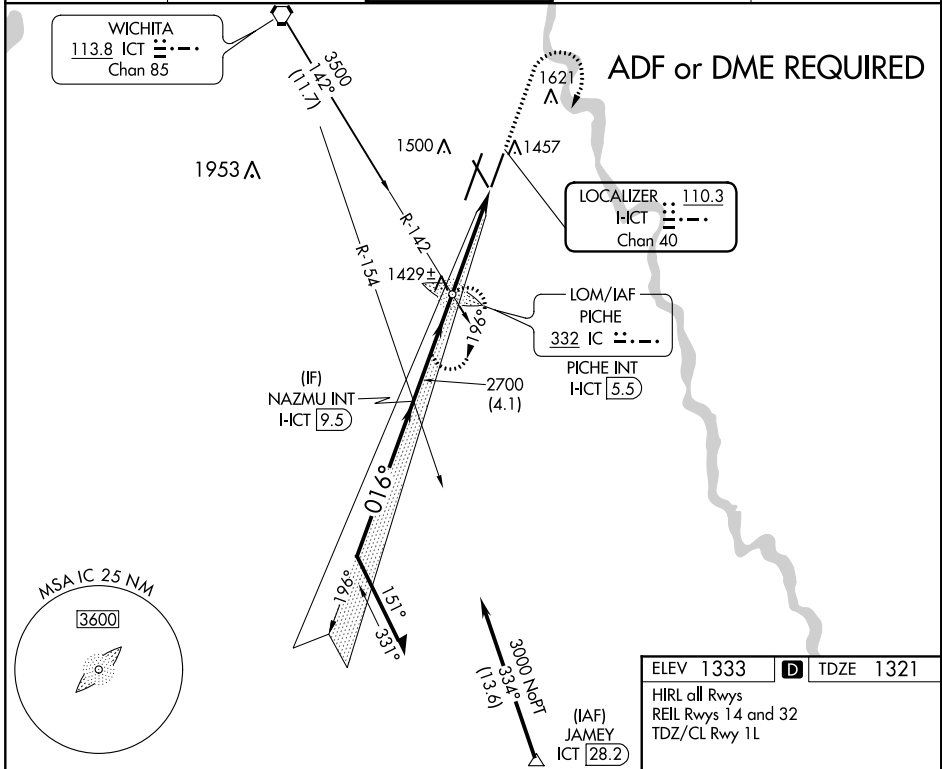 WICHITA
113.8 ICT
Chan 85
3500
142°
(11.7)
ADF or DME REQUIRED
1621
1500
1457
1953
LOCALIZER 110.3
I-ICT
Chan 40
R-142
R-154
1429±
LOM/IAF
PICHE
332 IC
PICHE INT
I-ICT 5.5
196°
2700
(4.1)
(IF)
NAZMU INT
I-ICT 9.5
016°
196°
151°
331°
MSA IC 25 NM
3600
3000 NoPT
334°
(13.6)
(IAF)
JAMEY
ICT 28.2
ELEV 1333 D TDZE 1321
HIRL all Rwys
REIL Rwys 14 and 32
TDZ/CL Rwy 1L